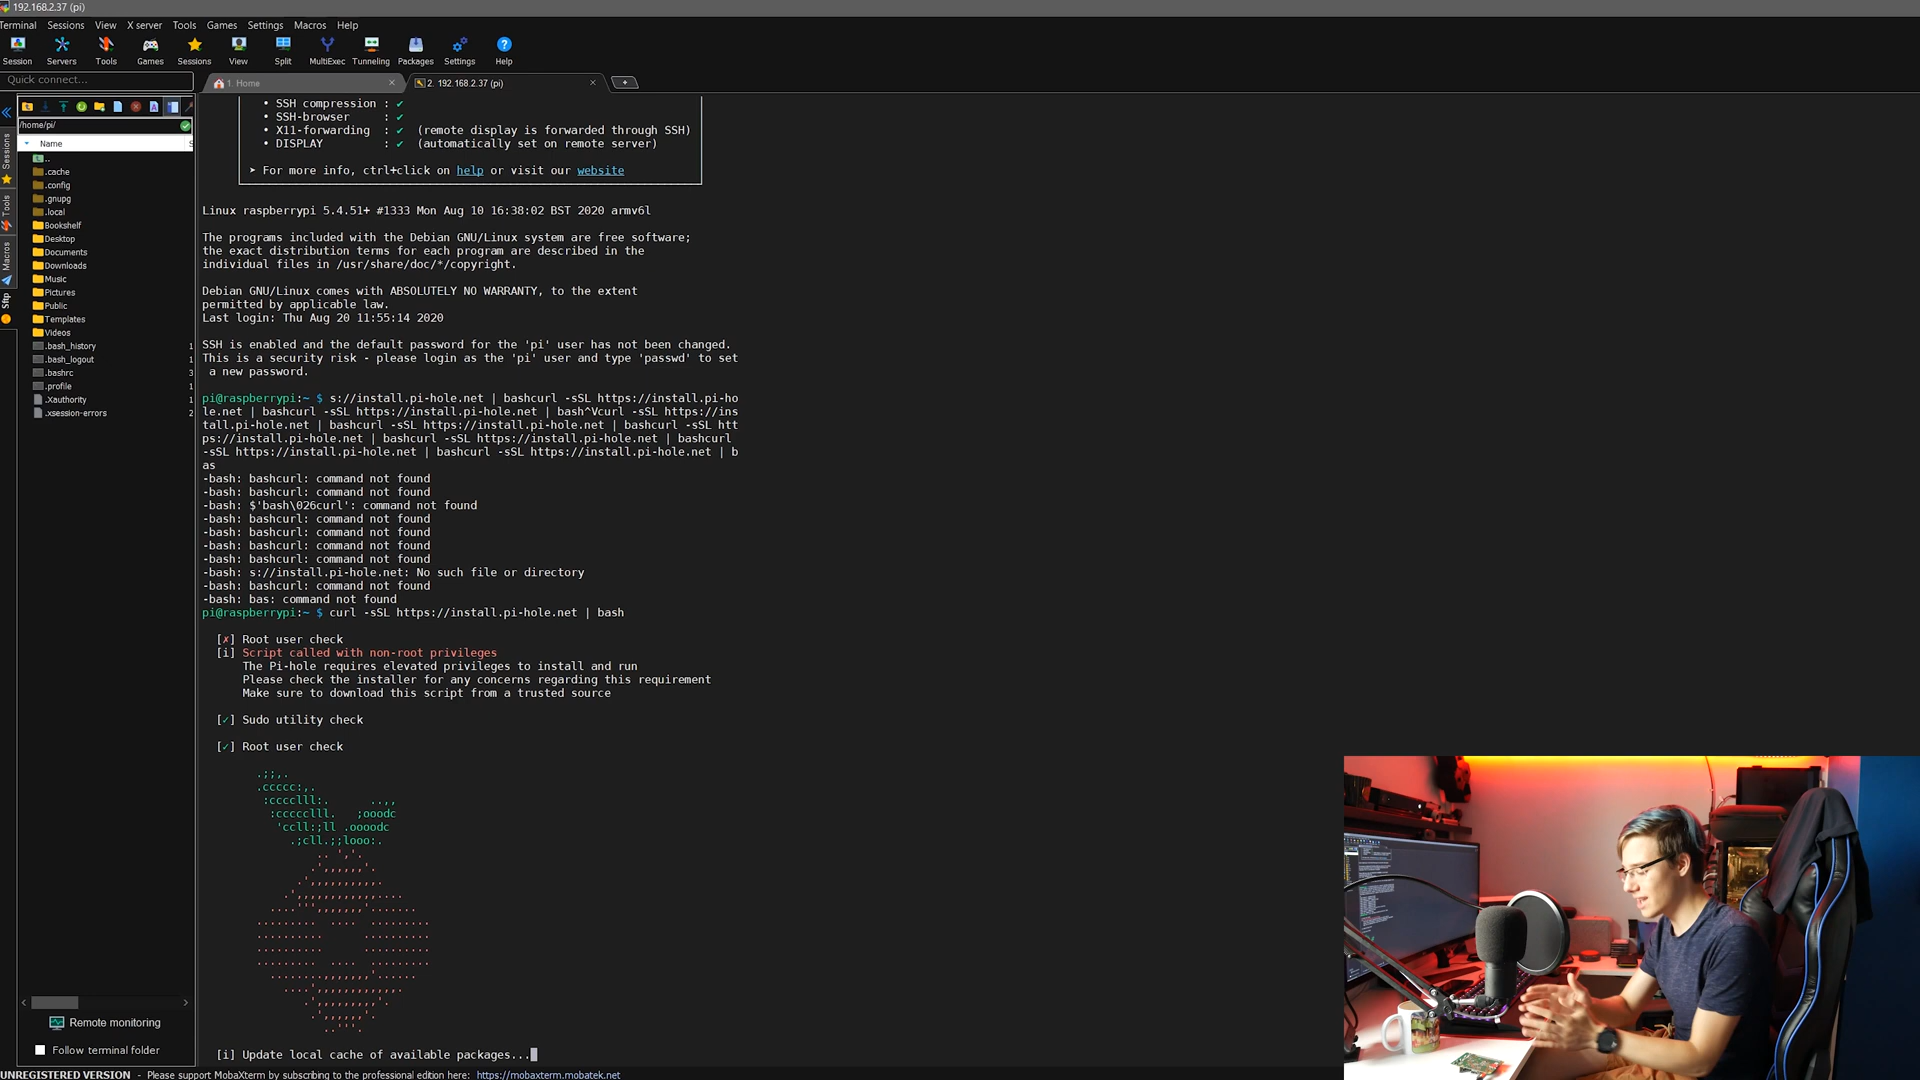 192.168.2.37 (pi)
Terminal Sessions View X server Tools Games Settings Macros Help
Session Servers Tools Games Sessions View Split MultiExec Tunneling Packages Settings Help
Quick connect...
1. Home
2. 192.168.2.37 (pi)
/home/pi/
Name
..
.cache
.config
.gnupg
.local
Bookshelf
Desktop
Documents
Downloads
Music
Pictures
Public
Templates
Videos
.bash_history 1
.bash_logout 1
.bashrc 3
.profile 1
.Xauthority 1
.xsession-errors 2
Sessions
Tools
Macros
Sftp
Remote monitoring
Follow terminal folder
• SSH compression : ✔
• SSH-browser : ✔
• X11-forwarding : ✔ (remote display is forwarded through SSH)
• DISPLAY : ✔ (automatically set on remote server)
➤ For more info, ctrl+click on help or visit our website
Linux raspberrypi 5.4.51+ #1333 Mon Aug 10 16:38:02 BST 2020 armv6l
The programs included with the Debian GNU/Linux system are free software;
the exact distribution terms for each program are described in the
individual files in /usr/share/doc/*/copyright.
Debian GNU/Linux comes with ABSOLUTELY NO WARRANTY, to the extent
permitted by applicable law.
Last login: Thu Aug 20 11:55:14 2020
SSH is enabled and the default password for the 'pi' user has not been changed.
This is a security risk - please login as the 'pi' user and type 'passwd' to set
a new password.
pi@raspberrypi:~ $ s://install.pi-hole.net | bashcurl -sSL https://install.pi-ho
le.net | bashcurl -sSL https://install.pi-hole.net | bash^Vcurl -sSL https://ins
tall.pi-hole.net | bashcurl -sSL https://install.pi-hole.net | bashcurl -sSL htt
ps://install.pi-hole.net | bashcurl -sSL https://install.pi-hole.net | bashcurl
-sSL https://install.pi-hole.net | bashcurl -sSL https://install.pi-hole.net | b
as
-bash: bashcurl: command not found
-bash: bashcurl: command not found
-bash: $'bash\026curl': command not found
-bash: bashcurl: command not found
-bash: bashcurl: command not found
-bash: bashcurl: command not found
-bash: bashcurl: command not found
-bash: s://install.pi-hole.net: No such file or directory
-bash: bashcurl: command not found
-bash: bas: command not found
pi@raspberrypi:~ $ curl -sSL https://install.pi-hole.net | bash
[✗] Root user check
[i] Script called with non-root privileges
The Pi-hole requires elevated privileges to install and run
Please check the installer for any concerns regarding this requirement
Make sure to download this script from a trusted source
[✓] Sudo utility check
[✓] Root user check
[i] Update local cache of available packages...
UNREGISTERED VERSION - Please support MobaXterm by subscribing to the professional edition here: https://mobaxterm.mobatek.net